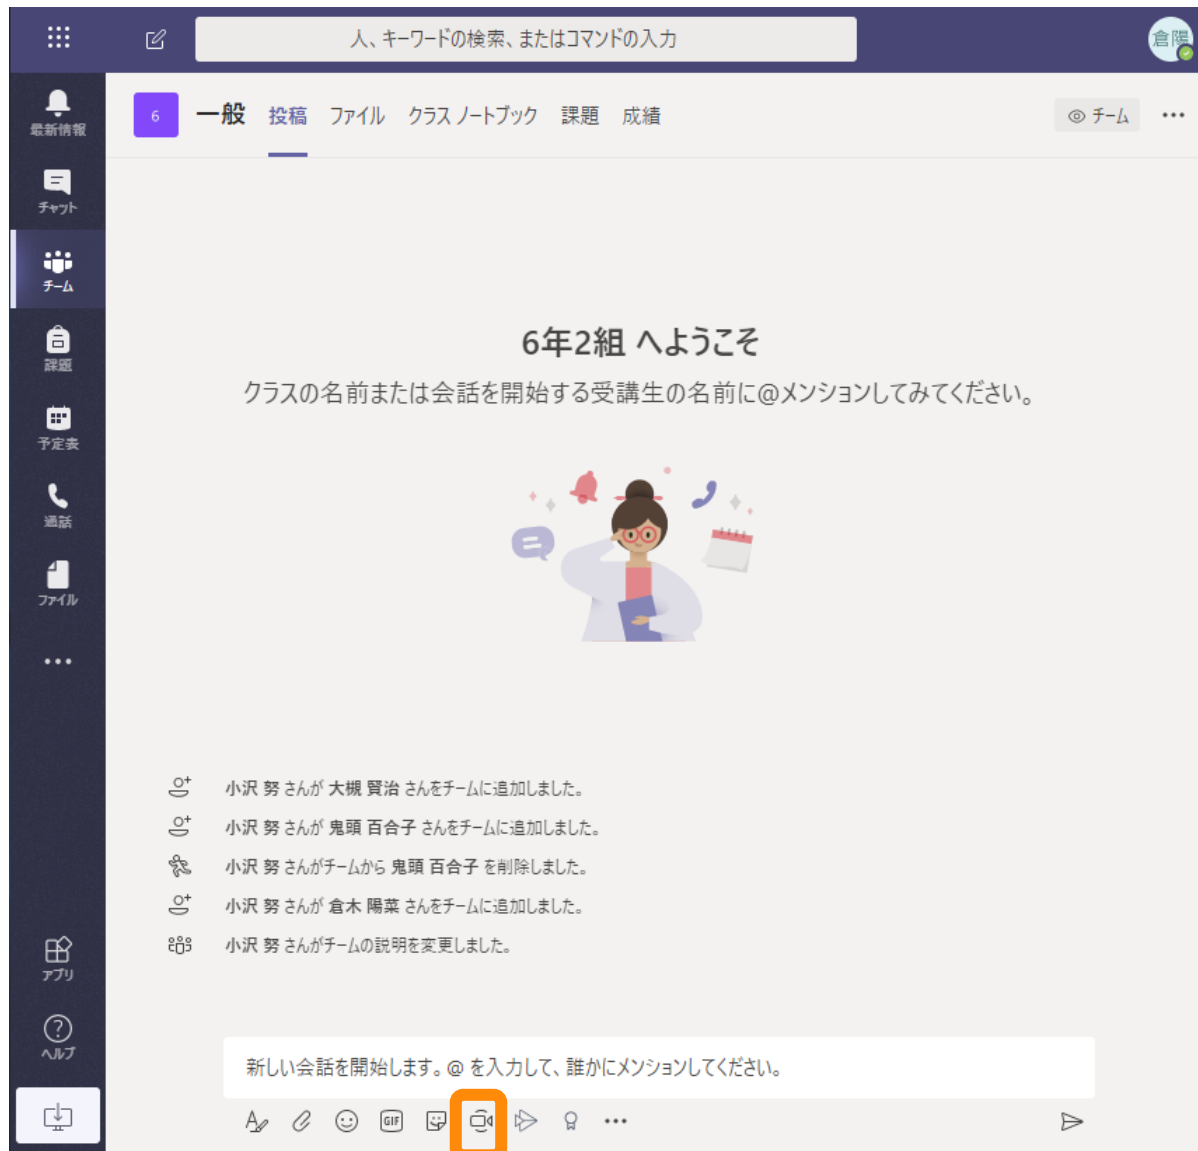 人、キーワードの検索、またはコマンドの入力
倉陽
最新情報
チャット
チーム
課題
予定表
通話
ファイル
アプリ
ヘルプ
6 一般 投稿 ファイル クラス ノートブック 課題 成績 チーム
6年2組 へようこそ
クラスの名前または会話を開始する受講生の名前に@メンションしてみてください。
小沢 努 さんが 大槻 賢治 さんをチームに追加しました。
小沢 努 さんが 鬼頭 百合子 さんをチームに追加しました。
小沢 努 さんがチームから 鬼頭 百合子 を削除しました。
小沢 努 さんが 倉木 陽菜 さんをチームに追加しました。
小沢 努 さんがチームの説明を変更しました。
新しい会話を開始します。@ を入力して、誰かにメンションしてください。
GIF